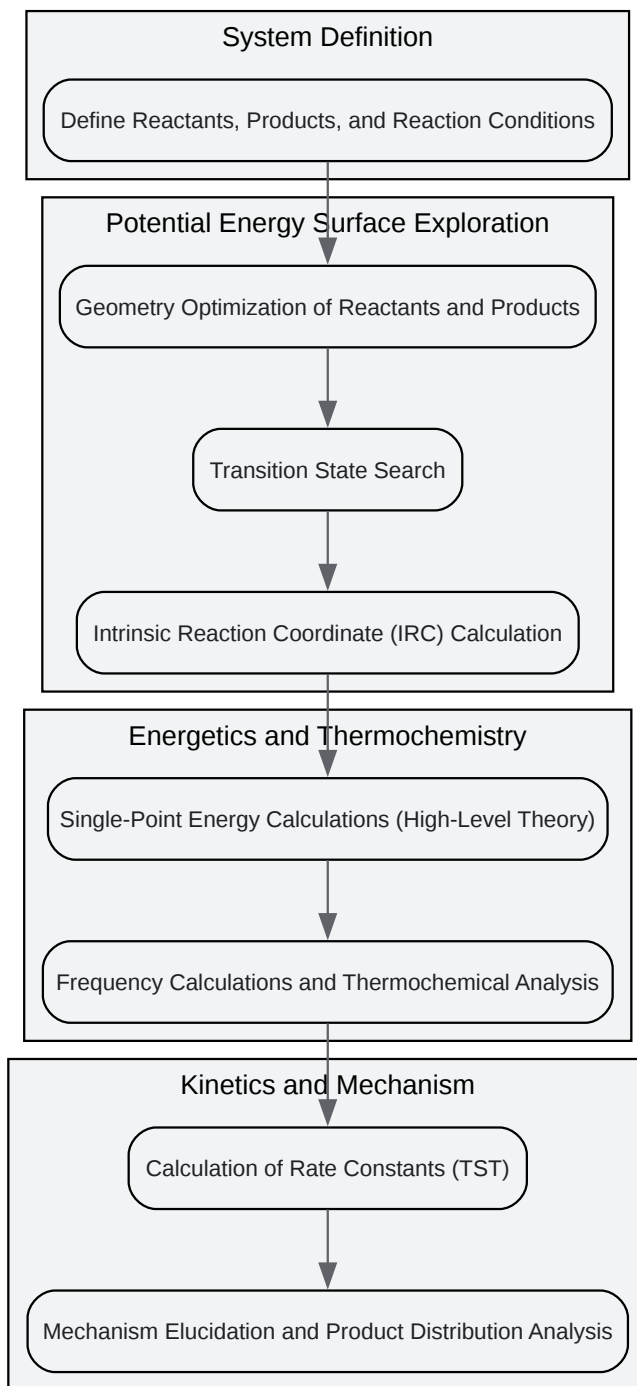 System Definition
Define Reactants, Products, and Reaction Conditions
Potential Energy Surface Exploration
Geometry Optimization of Reactants and Products
Transition State Search
Intrinsic Reaction Coordinate (IRC) Calculation
Energetics and Thermochemistry
Single-Point Energy Calculations (High-Level Theory)
Frequency Calculations and Thermochemical Analysis
Kinetics and Mechanism
Calculation of Rate Constants (TST)
Mechanism Elucidation and Product Distribution Analysis